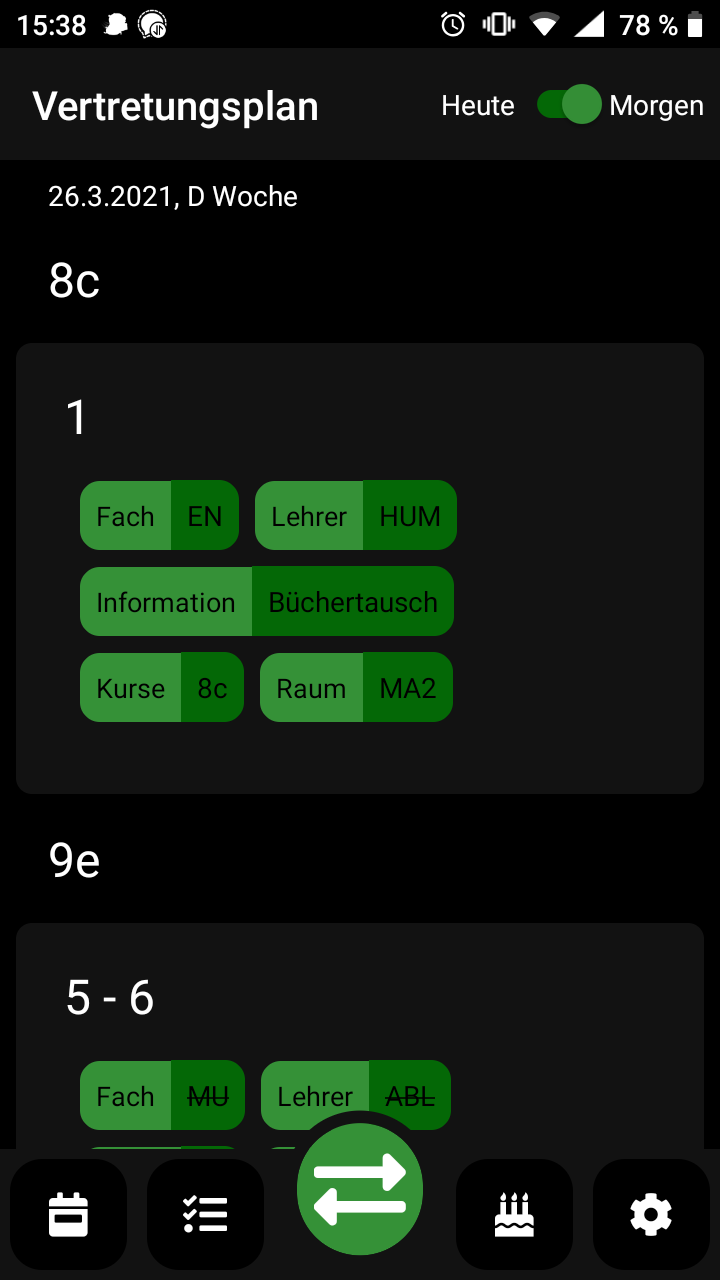 15:38 78 %
Vertretungsplan Heute Morgen
26.3.2021, D Woche
8c
1
Fach EN Lehrer HUM
Information Büchertausch
Kurse 8c Raum MA2
9e
5 - 6
Fach MU Lehrer ABL